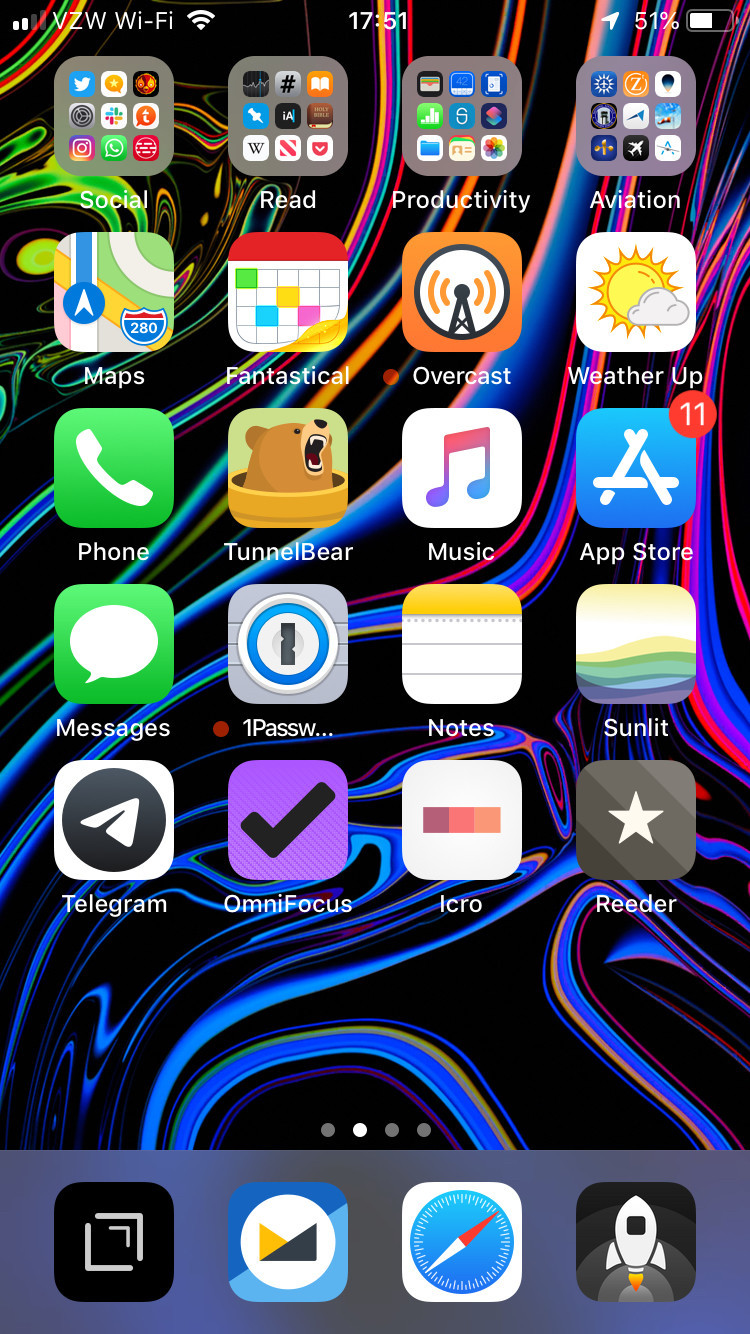 VZW Wi-Fi 17:51 51%
Social Read Productivity Aviation
280
Maps Fantastical Overcast Weather Up
11
Phone TunnelBear Music App Store
Messages 1Passw... Notes Sunlit
Telegram OmniFocus Icro Reeder